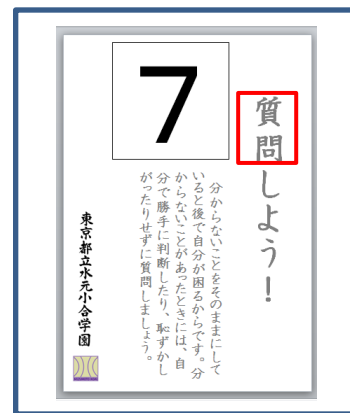 質問しよう！
7
分からないことをそのままにして
いると後で自分が困るからです。分
からないことがあったときには、自
分で勝手に判断したり、恥ずかし
がったりせずに質問しましょう。
東京都立水元小合学園